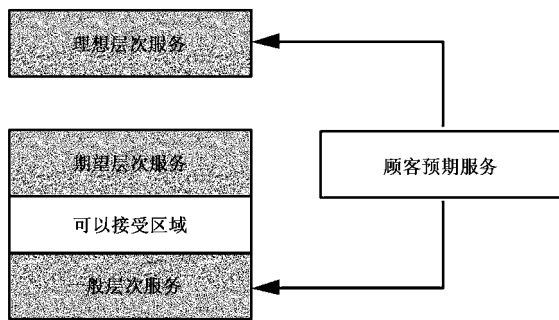 理想层次服务
期望层次服务
顾客预期服务
可以接受区域
一般层次服务